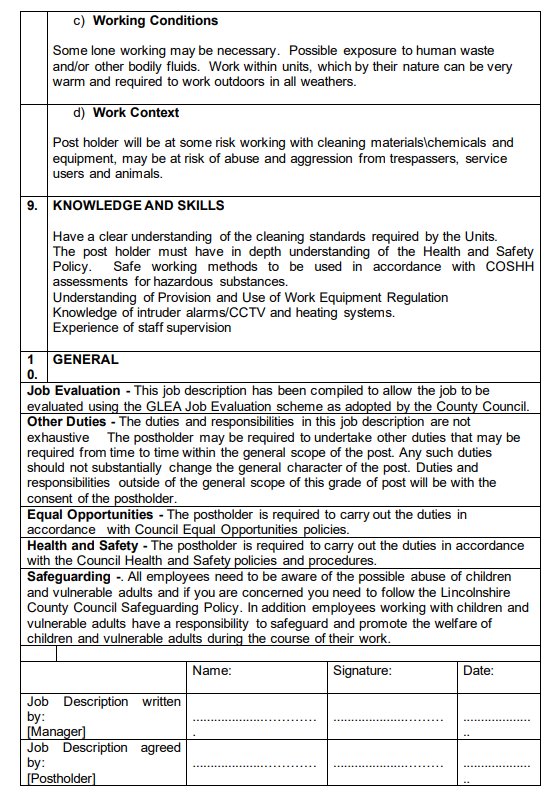 c) Working Conditions
Some lone working may be necessary.  Possible exposure to human waste
and/or other bodily fluids.  Work within units, which by their nature can be very
warm and required to work outdoors in all weathers.
d) Work Context
Post holder will be at some risk working with cleaning materials\chemicals and
equipment, may be at risk of abuse and aggression from trespassers, service
users and animals.
9. KNOWLEDGE AND SKILLS
Have a clear understanding of the cleaning standards required by the Units.
The post holder must have in depth understanding of the Health and Safety
Policy.  Safe working methods to be used in accordance with COSHH
assessments for hazardous substances.
Understanding of Provision and Use of Work Equipment Regulation
Knowledge of intruder alarms/CCTV and heating systems.
Experience of staff supervision
1 GENERAL
0.
Job Evaluation - This job description has been compiled to allow the job to be
evaluated using the GLEA Job Evaluation scheme as adopted by the County Council.
Other Duties - The duties and responsibilities in this job description are not
exhaustive   The postholder may be required to undertake other duties that may be
required from time to time within the general scope of the post. Any such duties
should not substantially change the general character of the post. Duties and
responsibilities outside of the general scope of this grade of post will be with the
consent of the postholder.
Equal Opportunities - The postholder is required to carry out the duties in
accordance  with Council Equal Opportunities policies.
Health and Safety - The postholder is required to carry out the duties in accordance
with the Council Health and Safety policies and procedures.
Safeguarding -. All employees need to be aware of the possible abuse of children
and vulnerable adults and if you are concerned you need to follow the Lincolnshire
County Council Safeguarding Policy. In addition employees working with children and
vulnerable adults have a responsibility to safeguard and promote the welfare of
children and vulnerable adults during the course of their work.
Name: Signature: Date:
Job Description written
by: ................................. ............................. ....................
[Manager] . ..
Job Description agreed
by: ................................. ............................. ....................
[Postholder] ..